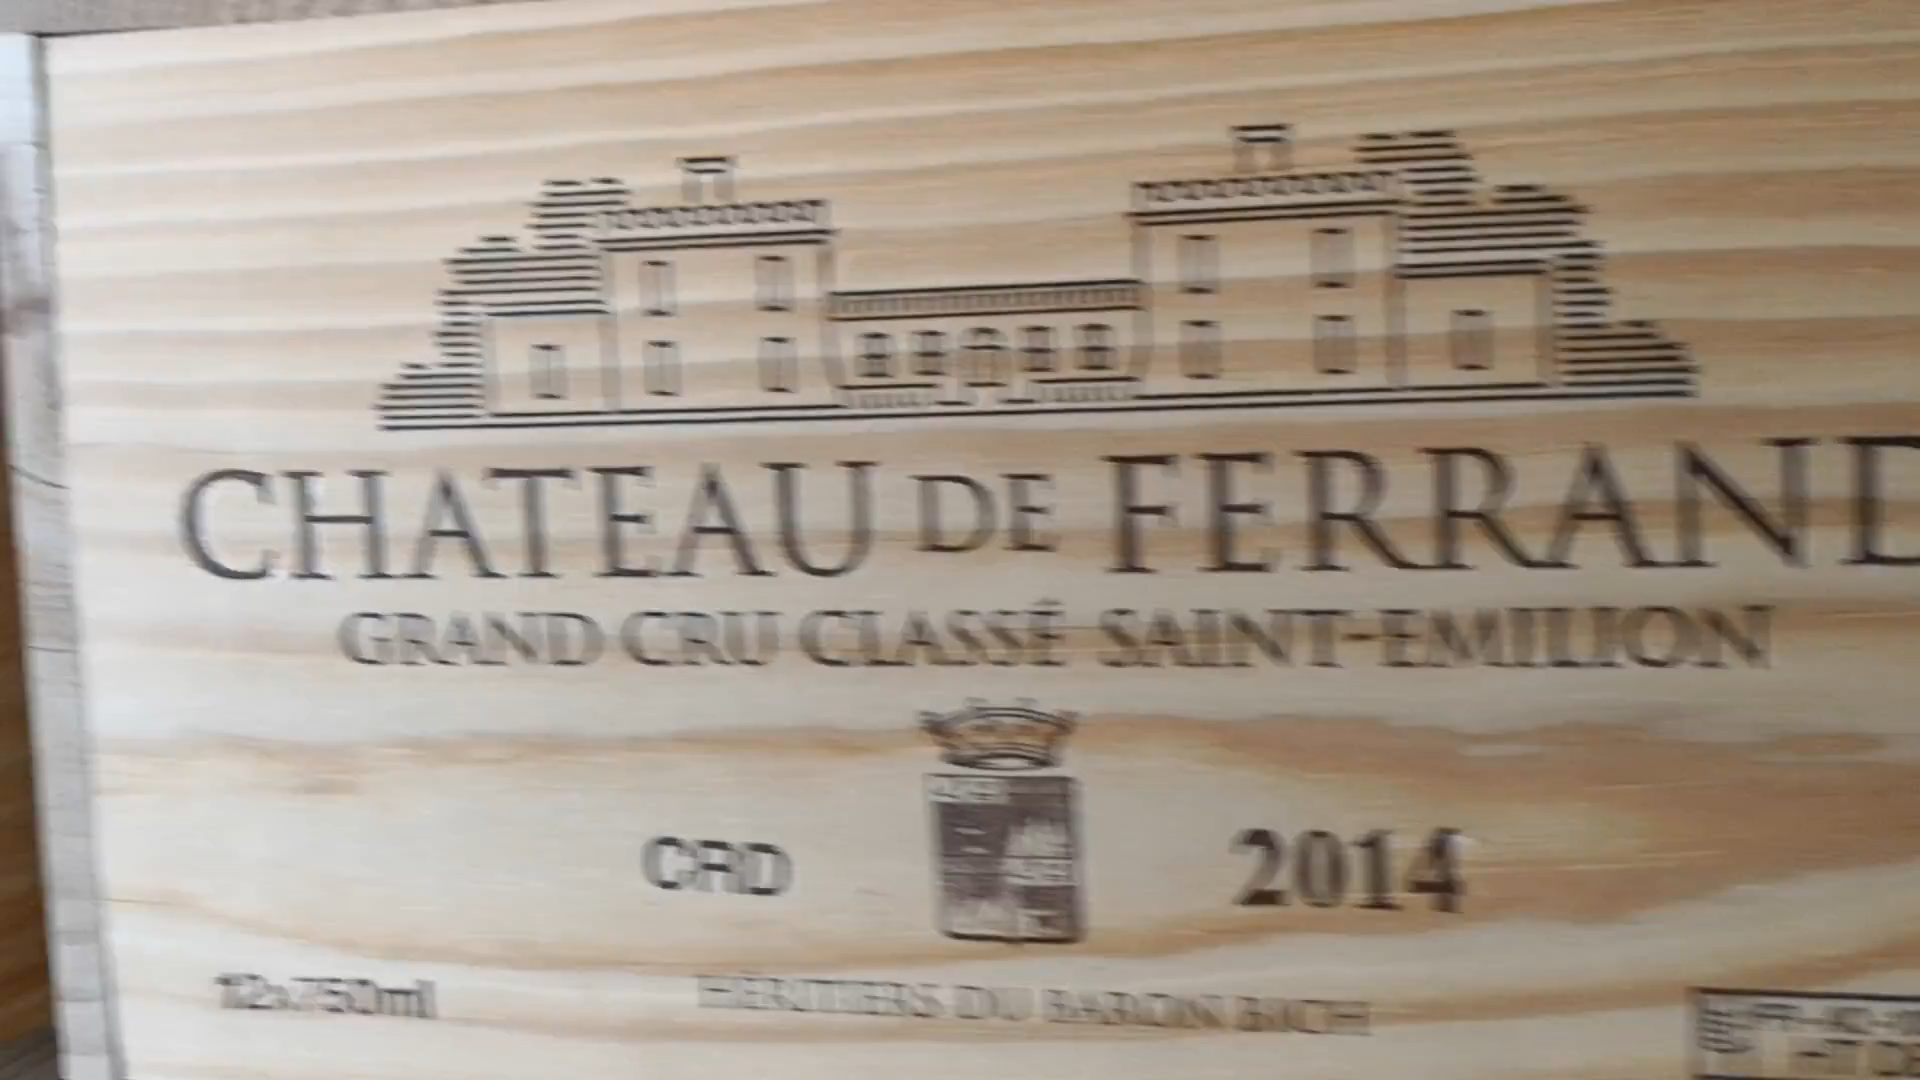 CHATEAU DE FERRAND
GRAND CRU CLASSÉ SAINT-EMILION
CRD
2014
12x750ml
HÉRITIERS DU BARON BICH